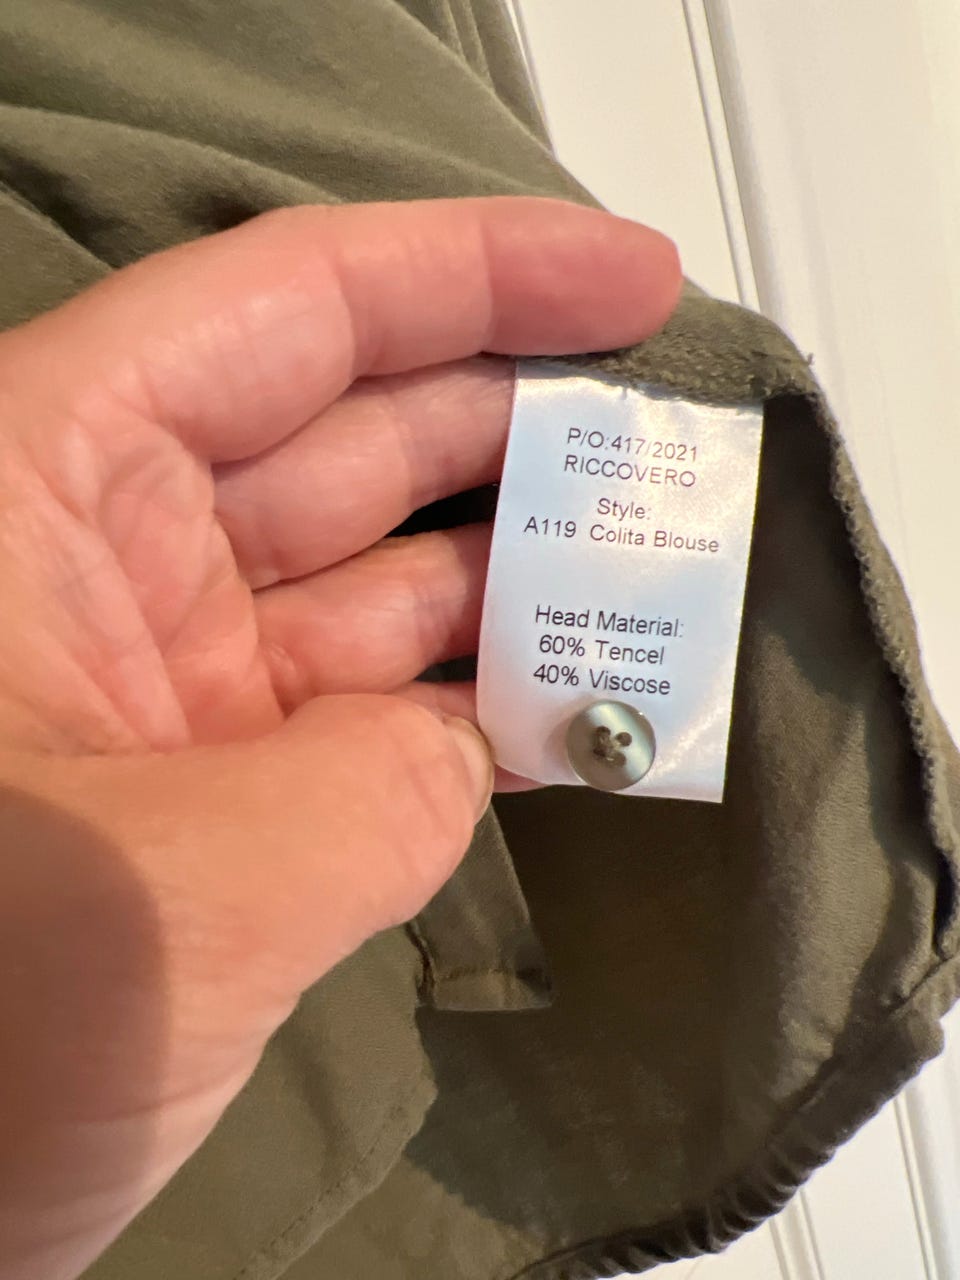 P/O:417/2021
RICCOVERO
Style:
A119 Colita Blouse
Head Material:
60% Tencel
40% Viscose